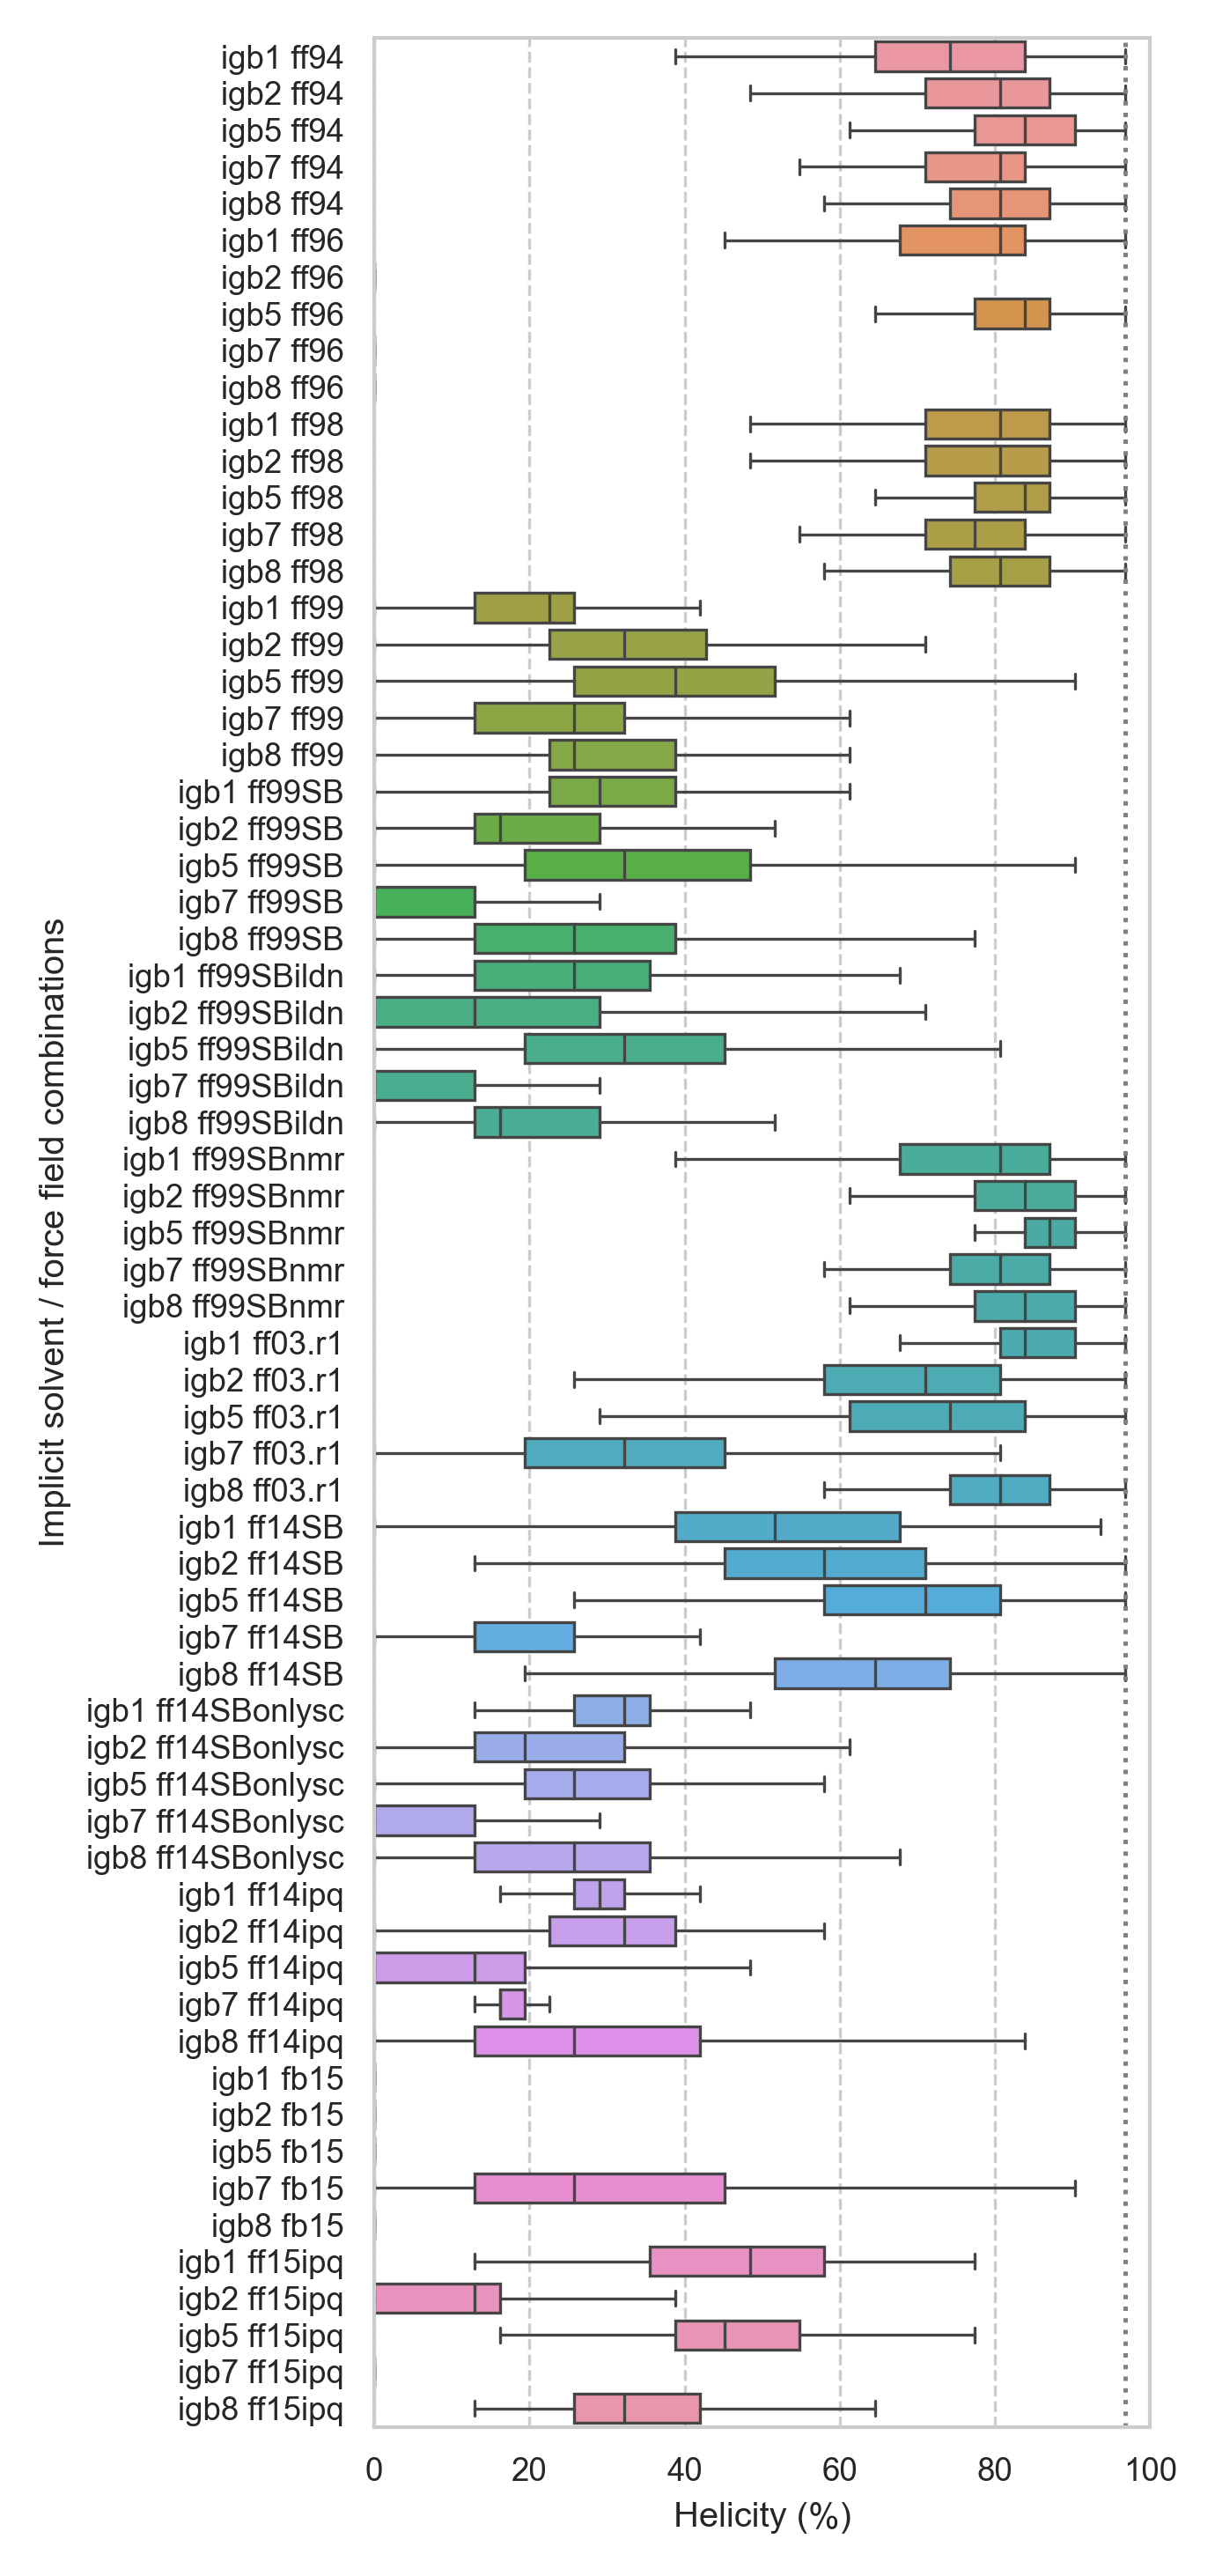 Implicit solvent / force field combinations
igb1 ff94
igb2 ff94
igb5 ff94
igb7 ff94
igb8 ff94
igb1 ff96
igb2 ff96
igb5 ff96
igb7 ff96
igb8 ff96
igb1 ff98
igb2 ff98
igb5 ff98
igb7 ff98
igb8 ff98
igb1 ff99
igb2 ff99
igb5 ff99
igb7 ff99
igb8 ff99
igb1 ff99SB
igb2 ff99SB
igb5 ff99SB
igb7 ff99SB
igb8 ff99SB
igb1 ff99SBildn
igb2 ff99SBildn
igb5 ff99SBildn
igb7 ff99SBildn
igb8 ff99SBildn
igb1 ff99SBnmr
igb2 ff99SBnmr
igb5 ff99SBnmr
igb7 ff99SBnmr
igb8 ff99SBnmr
igb1 ff03.r1
igb2 ff03.r1
igb5 ff03.r1
igb7 ff03.r1
igb8 ff03.r1
igb1 ff14SB
igb2 ff14SB
igb5 ff14SB
igb7 ff14SB
igb8 ff14SB
igb1 ff14SBonlysc
igb2 ff14SBonlysc
igb5 ff14SBonlysc
igb7 ff14SBonlysc
igb8 ff14SBonlysc
igb1 ff14ipq
igb2 ff14ipq
igb5 ff14ipq
igb7 ff14ipq
igb8 ff14ipq
igb1 fb15
igb2 fb15
igb5 fb15
igb7 fb15
igb8 fb15
igb1 ff15ipq
igb2 ff15ipq
igb5 ff15ipq
igb7 ff15ipq
igb8 ff15ipq
0 20 40 60 80 100
Helicity (%)